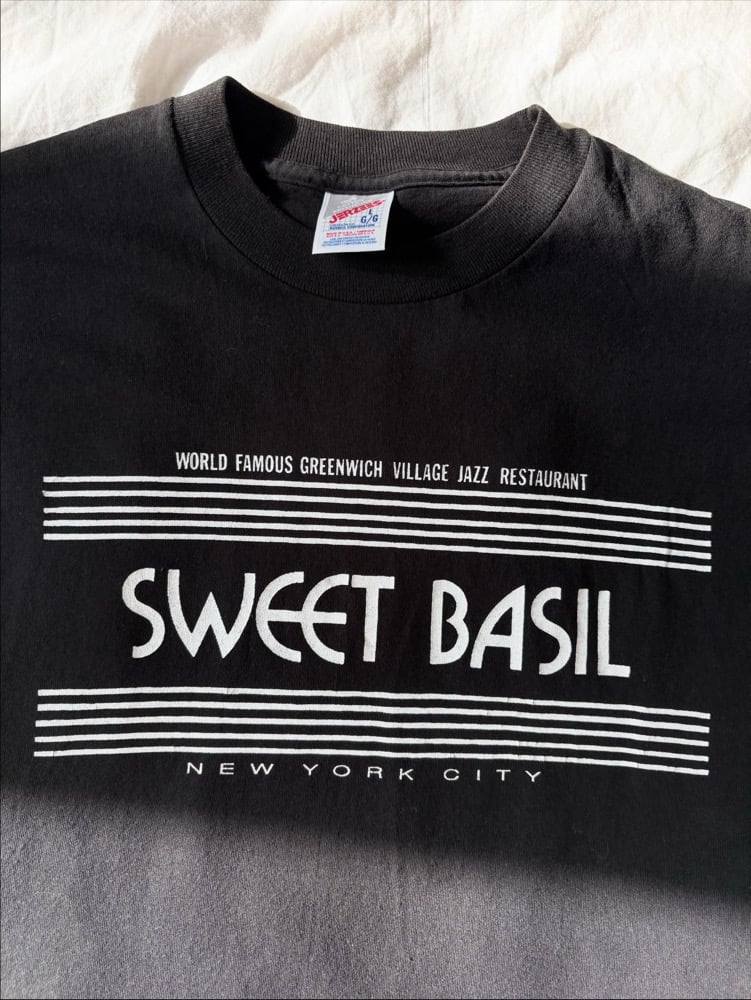 JERZEES
L
G/G
WORLD FAMOUS GREENWICH VILLAGE JAZZ RESTAURANT
SWEET BASIL
NEW YORK CITY